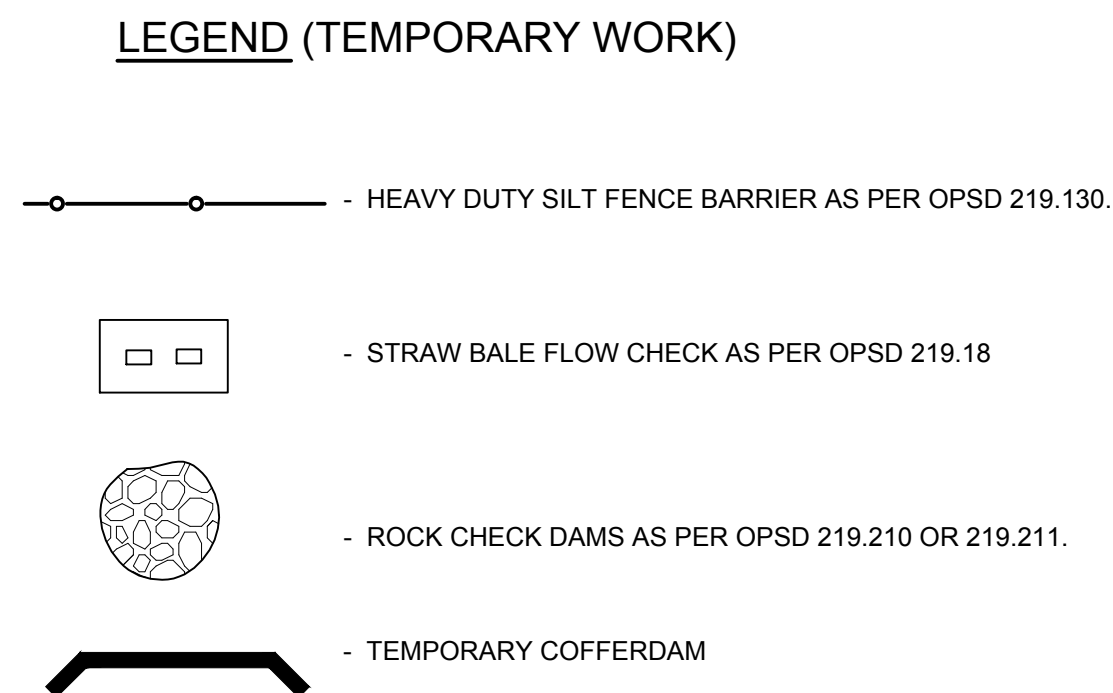 LEGEND (TEMPORARY WORK)
- HEAVY DUTY SILT FENCE BARRIER AS PER OPSD 219.130.
- STRAW BALE FLOW CHECK AS PER OPSD 219.18
- ROCK CHECK DAMS AS PER OPSD 219.210 OR 219.211.
- TEMPORARY COFFERDAM